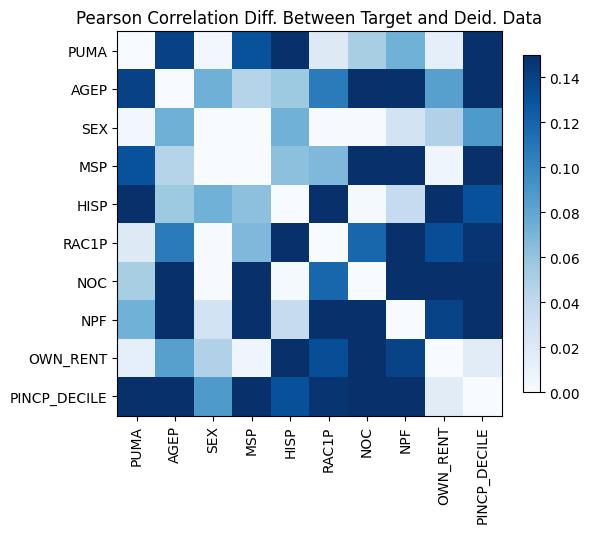 Pearson Correlation Diff. Between Target and Deid. Data
PUMA
AGEP
SEX
MSP
HISP
RAC1P
NOC
NPF
OWN_RENT
PINCP_DECILE
PUMA
AGEP
SEX
MSP
HISP
RAC1P
NOC
NPF
OWN_RENT
PINCP_DECILE
0.14
0.12
0.10
0.08
0.06
0.04
0.02
0.00